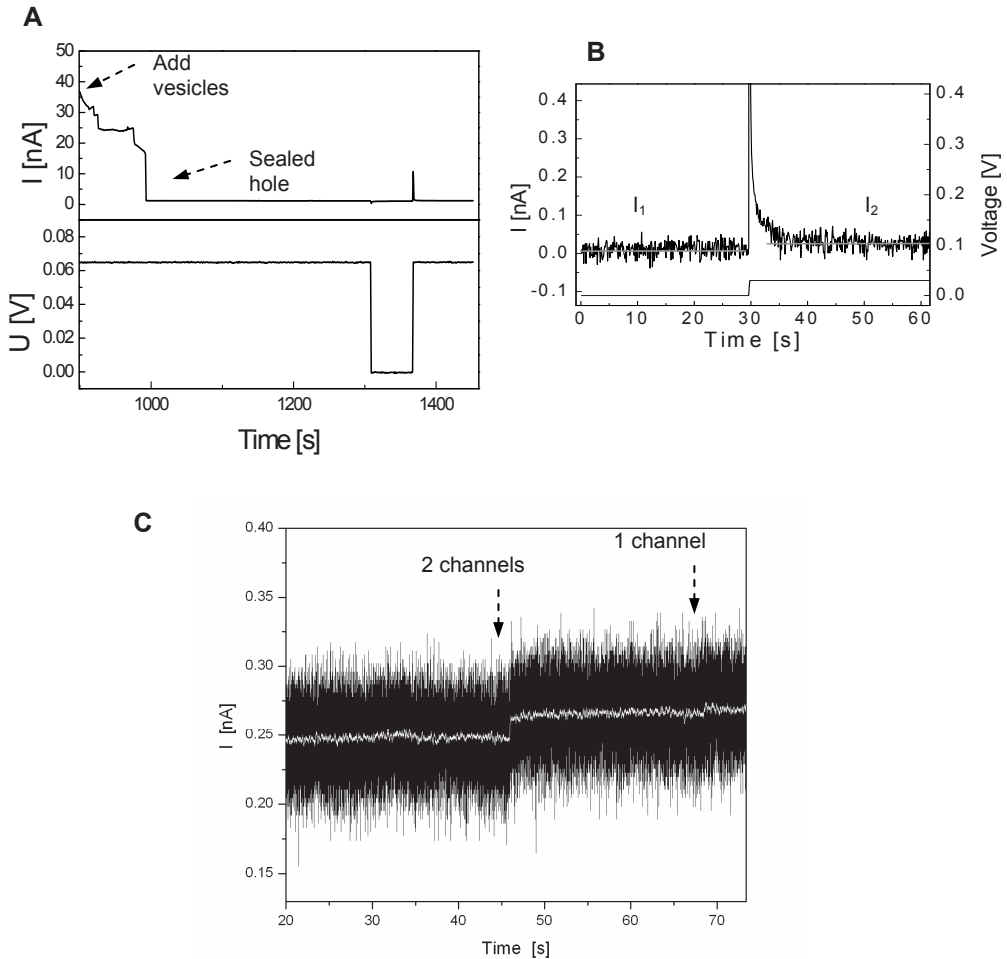 A
50
40
30
20
10
0
I [nA]
Add
vesicles
Sealed
hole
0.08
0.06
0.04
0.02
0.00
U [V]
1000
1200
1400
Time [s]
B
0.4
0.3
0.2
0.1
0.0
-0.1
I [nA]
I1
I2
0.4
0.3
0.2
0.1
0.0
Voltage [V]
0
10
20
30
40
50
60
Time [s]
C
0.40
0.35
0.30
0.25
0.20
0.15
I [nA]
2 channels
1 channel
20
30
40
50
60
70
Time [s]